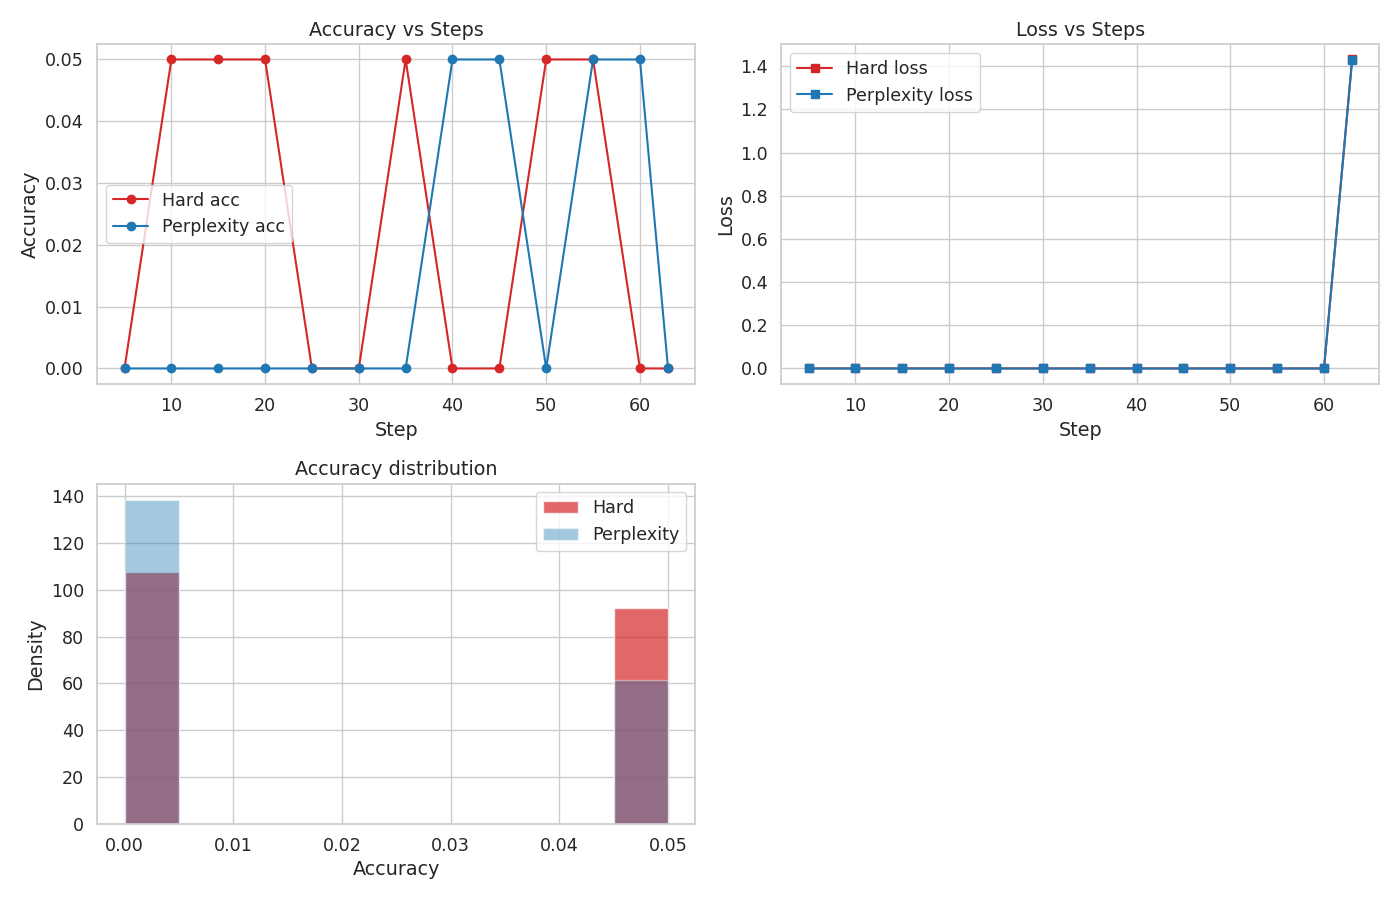 Accuracy vs Steps
0.05
0.04
0.03
0.02
0.01
0.00
Accuracy
Hard acc
Perplexity acc
10 20 30 40 50 60
Step
Loss vs Steps
1.4
1.2
1.0
0.8
0.6
0.4
0.2
0.0
Loss
Hard loss
Perplexity loss
10 20 30 40 50 60
Step
Accuracy distribution
140
120
100
80
60
40
20
0
Density
Hard
Perplexity
0.00 0.01 0.02 0.03 0.04 0.05
Accuracy